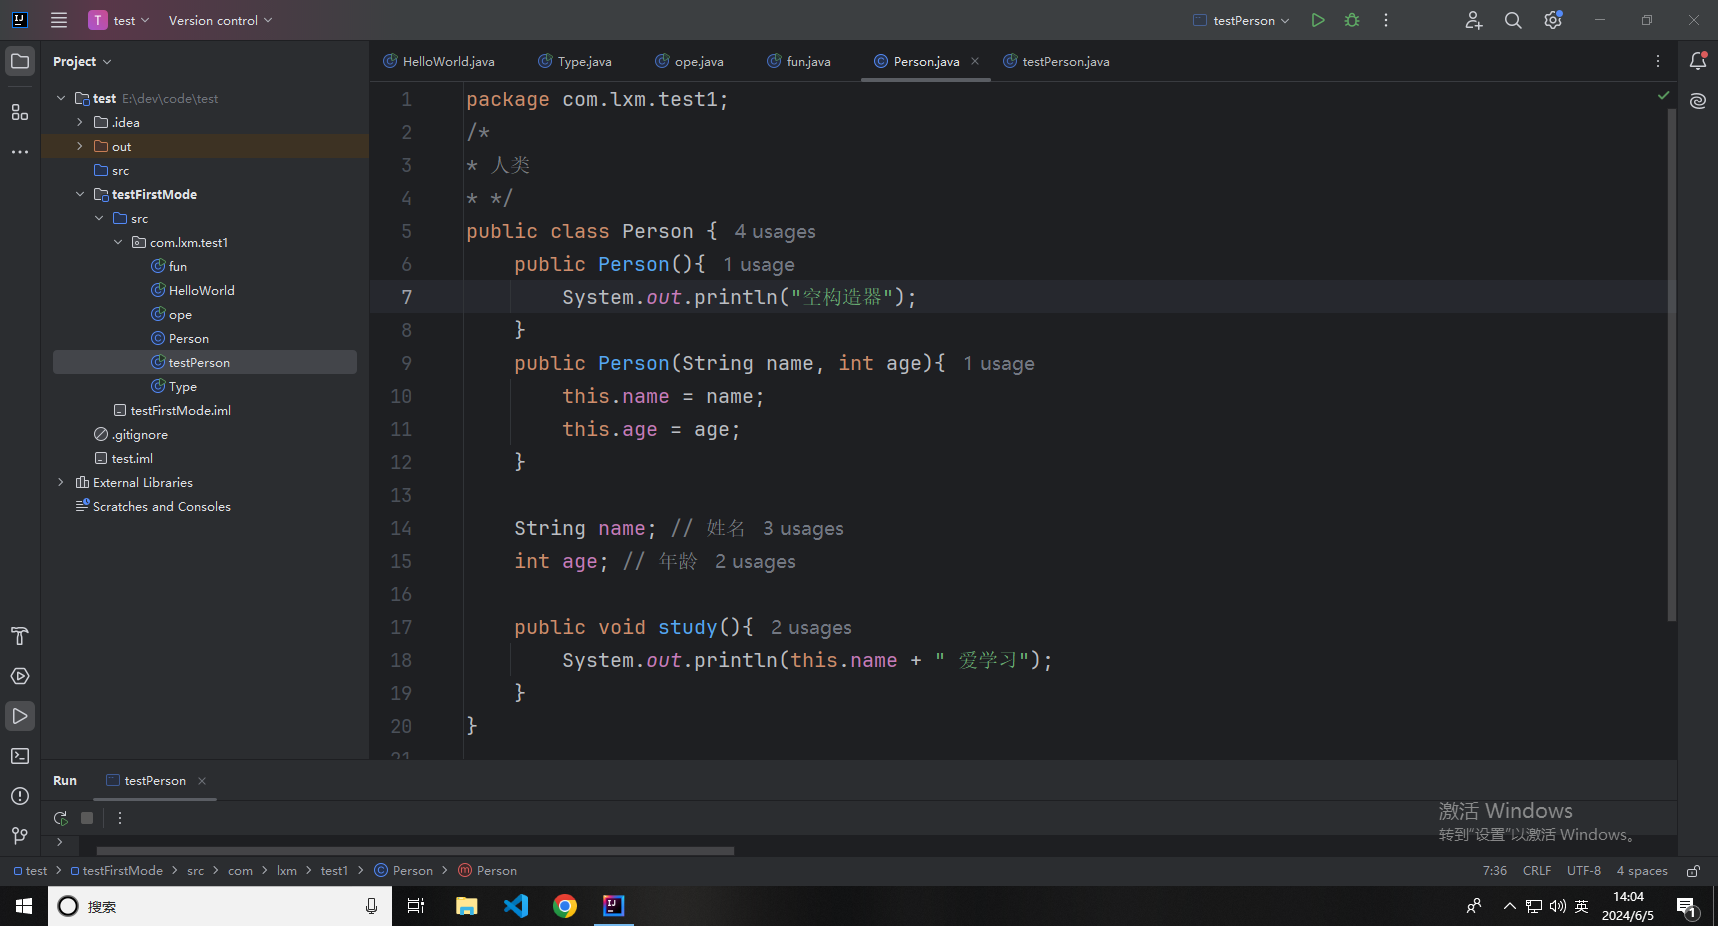 T test Version control testPerson
Project
HelloWorld.java Type.java ope.java fun.java Person.java testPerson.java
test E:\dev\code\test
.idea
out
src
testFirstMode
src
com.lxm.test1
fun
HelloWorld
ope
Person
testPerson
Type
testFirstMode.iml
.gitignore
test.iml
External Libraries
Scratches and Consoles
1 package com.lxm.test1;
2 /*
3 * 人类
4 * */
5 public class Person { 4 usages
6 public Person(){ 1 usage
7 System.out.println("空构造器");
8 }
9 public Person(String name, int age){ 1 usage
10 this.name = name;
11 this.age = age;
12 }
13
14 String name; // 姓名 3 usages
15 int age; // 年龄 2 usages
16
17 public void study(){ 2 usages
18 System.out.println(this.name + " 爱学习");
19 }
20 }
21
Run testPerson
激活 Windows
转到“设置”以激活 Windows。
test testFirstMode src com lxm test1 Person Person 7:36 CRLF UTF-8 4 spaces
搜索 英 14:04
2024/6/5 1